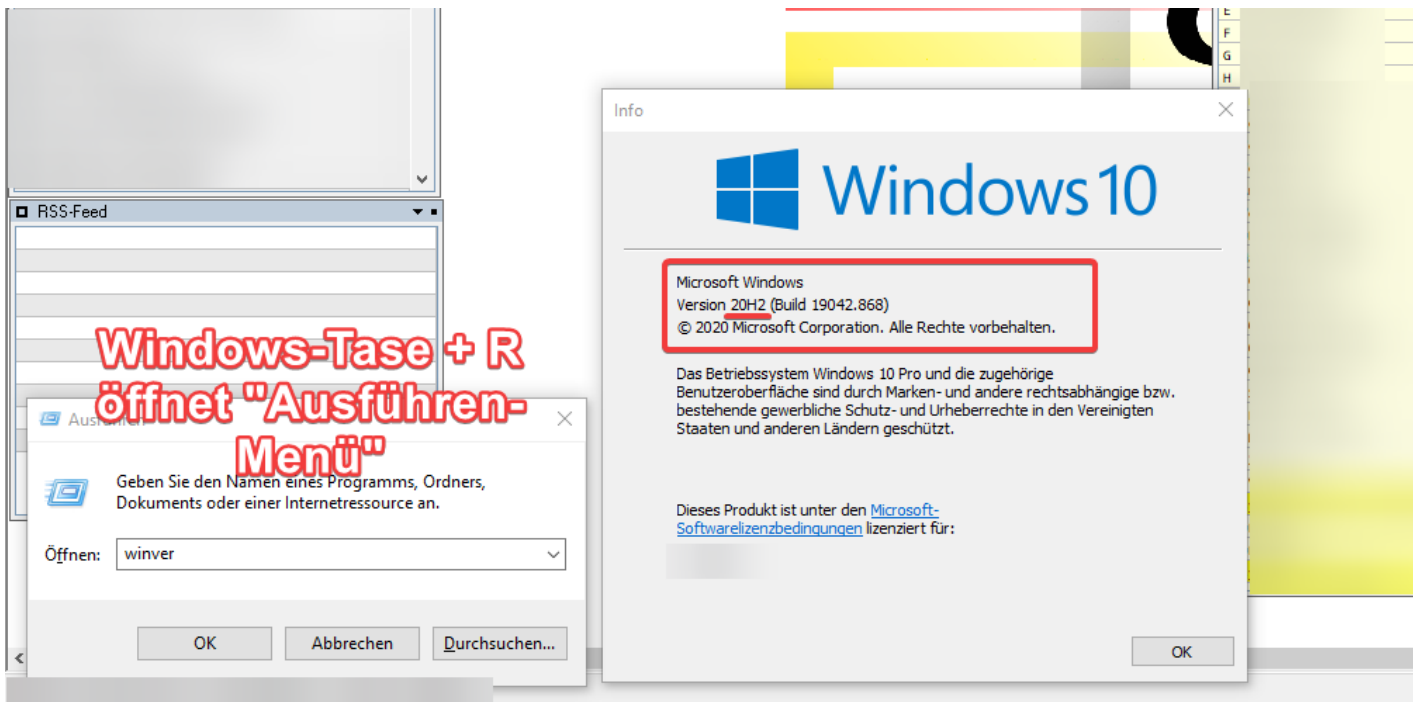 E
F
G
H
RSS-Feed
Windows-Tase + R
öffnet "Ausführen-
Menü"
Geben Sie den Namen eines Programms, Ordners,
Dokuments oder einer Internetressource an.
Öffnen: winver
OK Abbrechen Durchsuchen...
Info
Windows 10
Microsoft Windows
Version 20H2 (Build 19042.868)
© 2020 Microsoft Corporation. Alle Rechte vorbehalten.
Das Betriebssystem Windows 10 Pro und die zugehörige
Benutzeroberfläche sind durch Marken- und andere rechtsabhängige bzw.
bestehende gewerbliche Schutz- und Urheberrechte in den Vereinigten
Staaten und anderen Ländern geschützt.
Dieses Produkt ist unter den Microsoft-
Softwarelizenzbedingungen lizenziert für:
OK